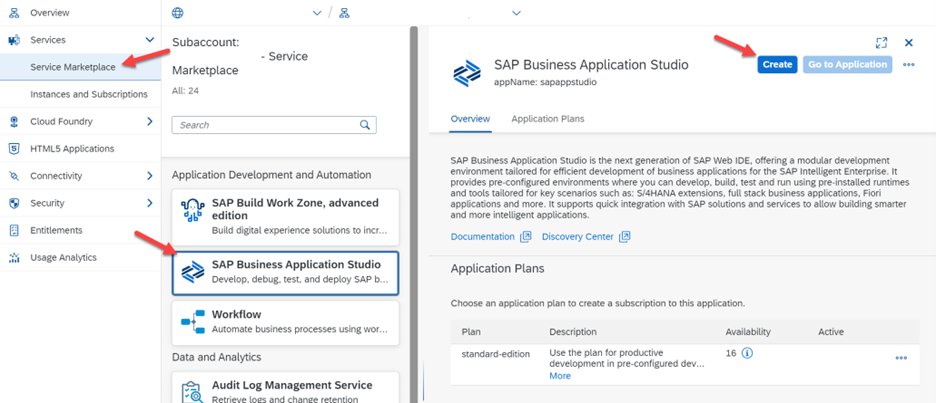 Overview
Services
Service Marketplace
Instances and Subscriptions
Cloud Foundry
HTML5 Applications
Connectivity
Security
Entitlements
Usage Analytics
/
Subaccount:
- Service
Marketplace
All: 24
Search
Application Development and Automation
SAP Build Work Zone, advanced
edition
Build digital experience solutions to incr...
SAP Business Application Studio
Develop, debug, test, and deploy SAP b...
Workflow
Automate business processes using wor...
Data and Analytics
Audit Log Management Service
Retrieve logs and change retention
SAP Business Application Studio
appName: sapappstudio
Create
Go to Application
Overview
Application Plans
SAP Business Application Studio is the next generation of SAP Web IDE, offering a modular development
environment tailored for efficient development of business applications for the SAP Intelligent Enterprise. It
provides pre-configured environments where you can develop, build, test and run using pre-installed runtimes
and tools tailored for key scenarios such as: S/4HANA extensions, full stack business applications, Fiori
applications and more. It supports quick integration with SAP solutions and services to allow building smarter
and more intelligent applications.
Documentation
Discovery Center
Application Plans
Choose an application plan to create a subscription to this application.
Plan Description Availability Active
standard-edition
Use the plan for productive
development in pre-configured dev...
More
16